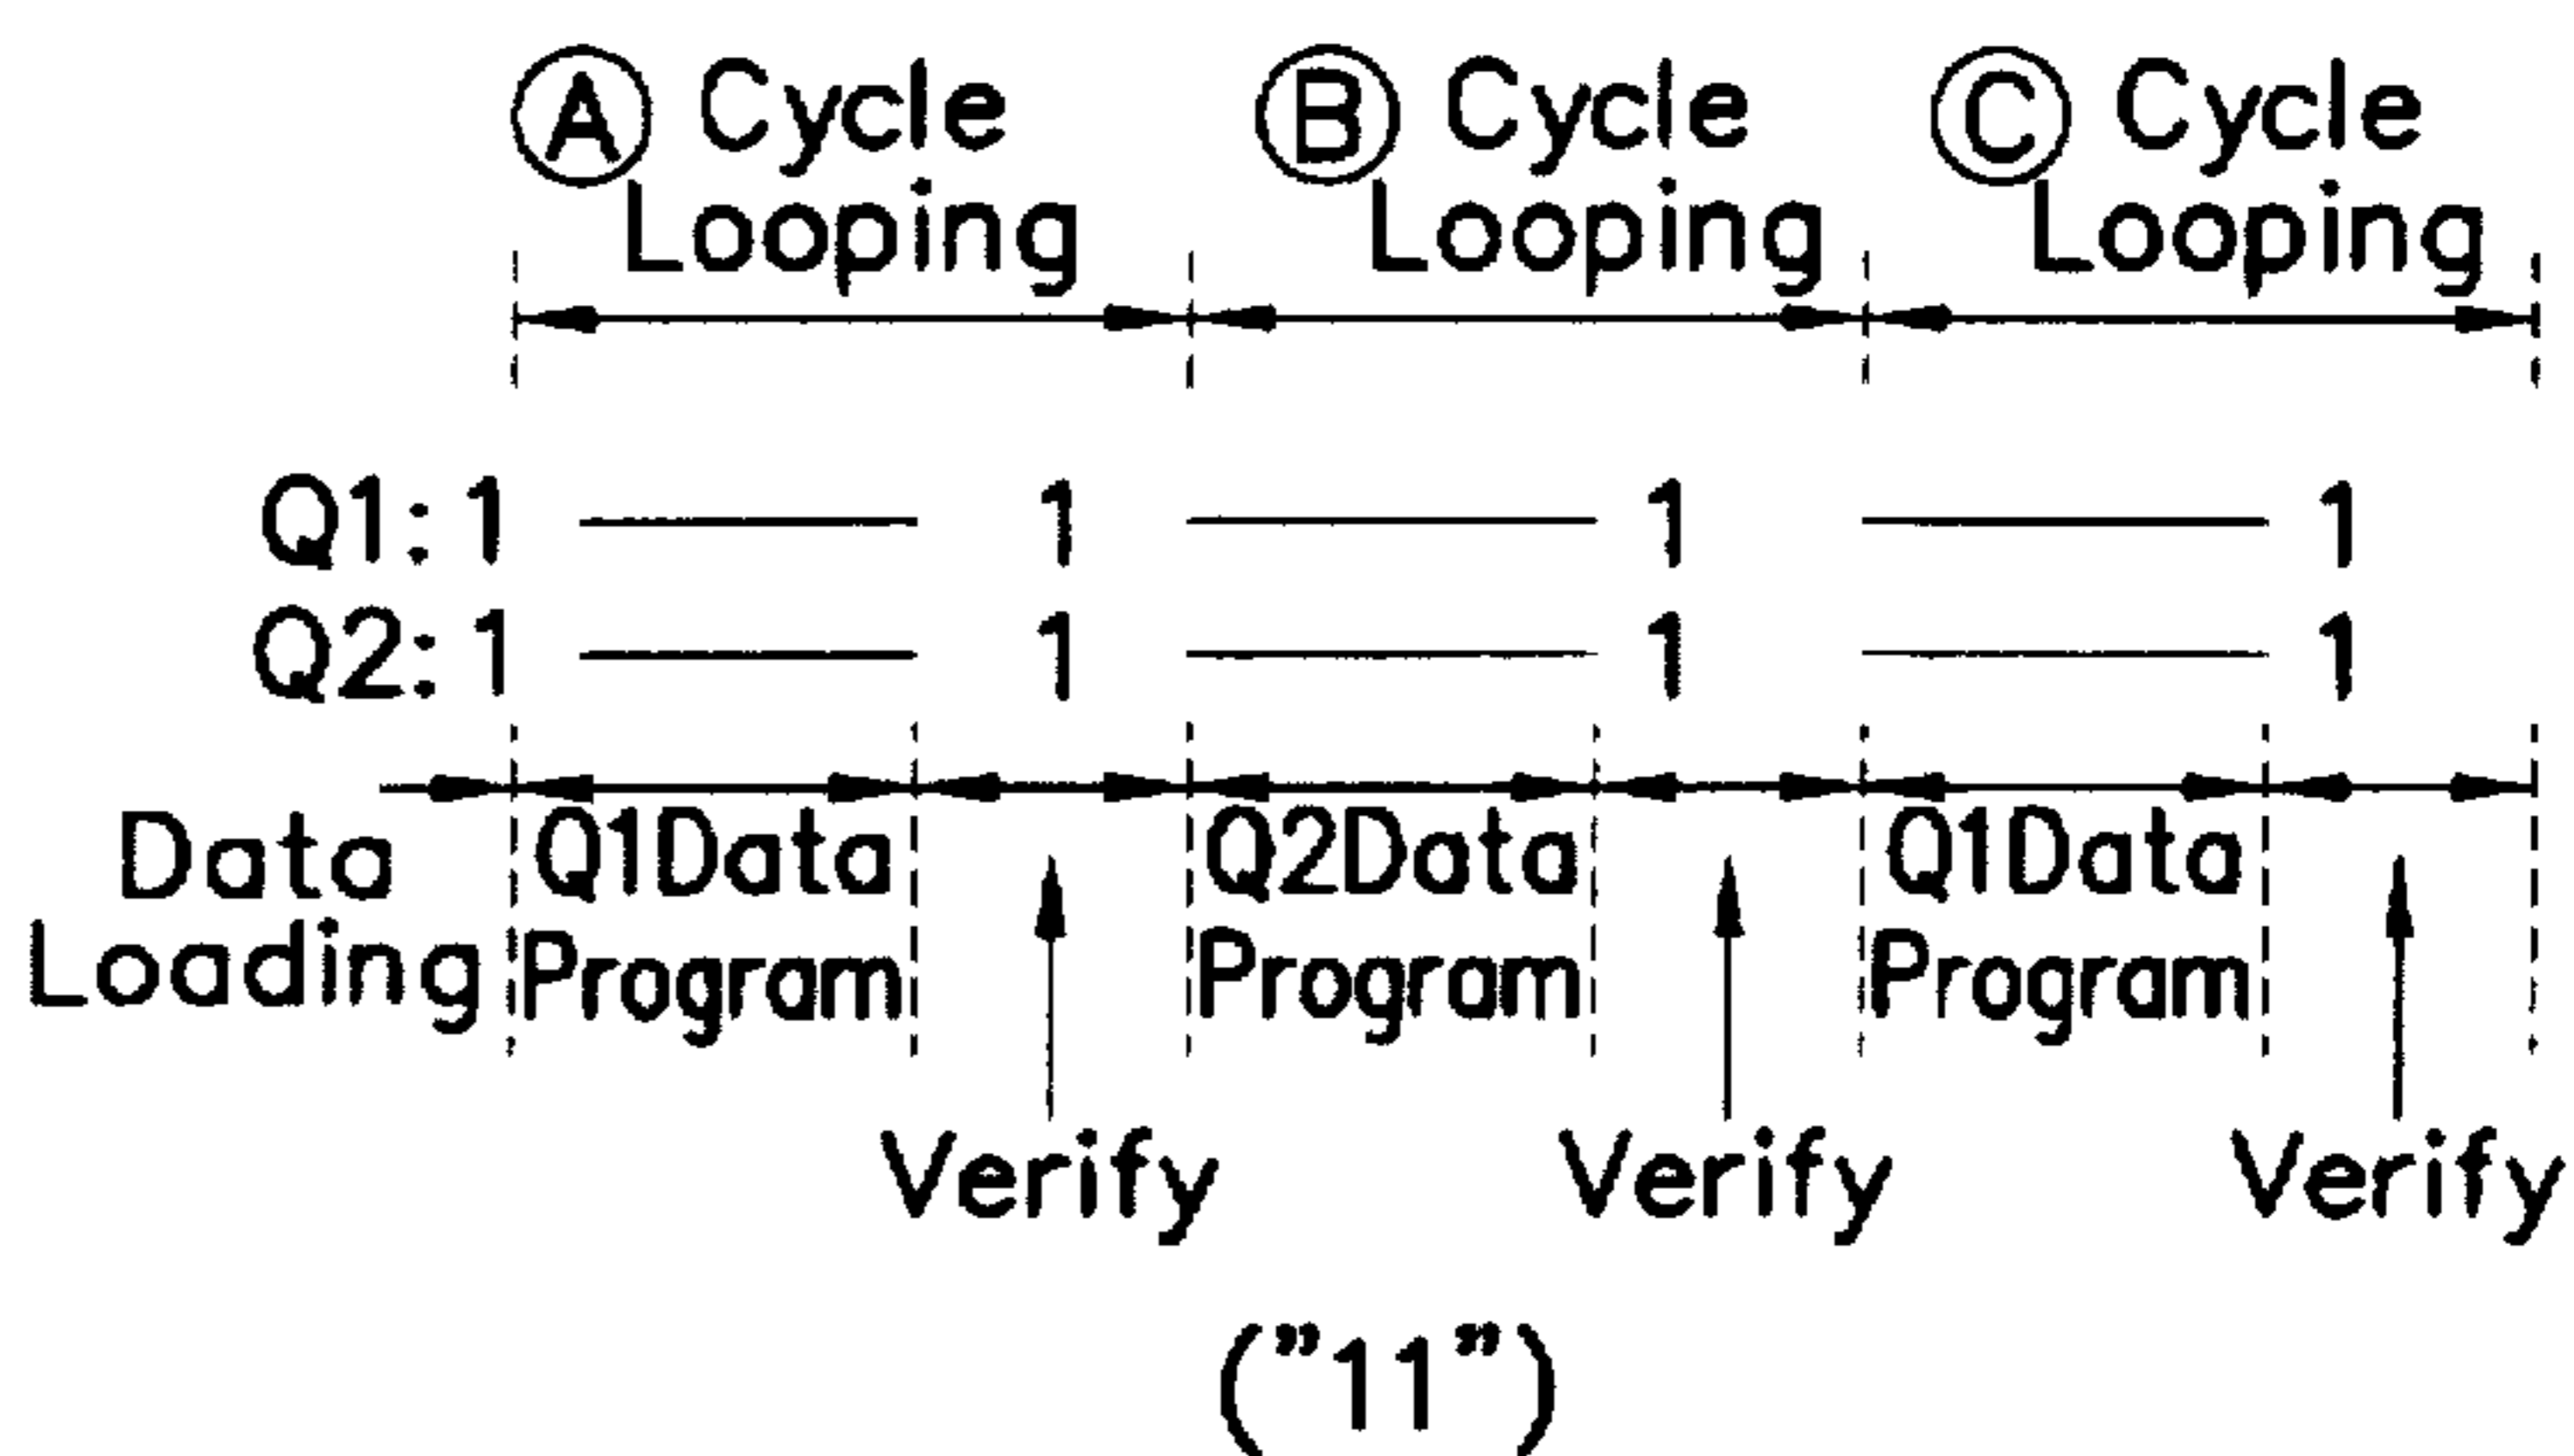 Ⓐ Cycle Looping Ⓑ Cycle Looping Ⓒ Cycle Looping
Q1: 1 1 1 1
Q2: 1 1 1 1
Data Q1Data Q2Data Q1Data
Loading Program Program Program
Verify Verify Verify
("11")